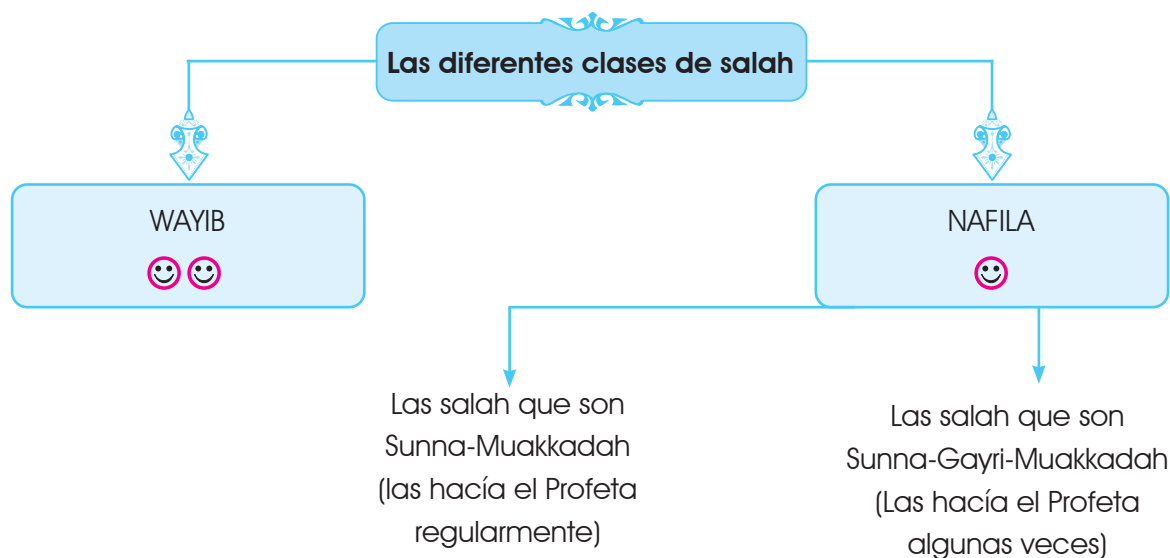 Las diferentes clases de salah
WAYIB
NAFILA
Las salah que son
Sunna-Muakkadah
(las hacía el Profeta
regularmente)
Las salah que son
Sunna-Gayri-Muakkadah
(Las hacía el Profeta
algunas veces)